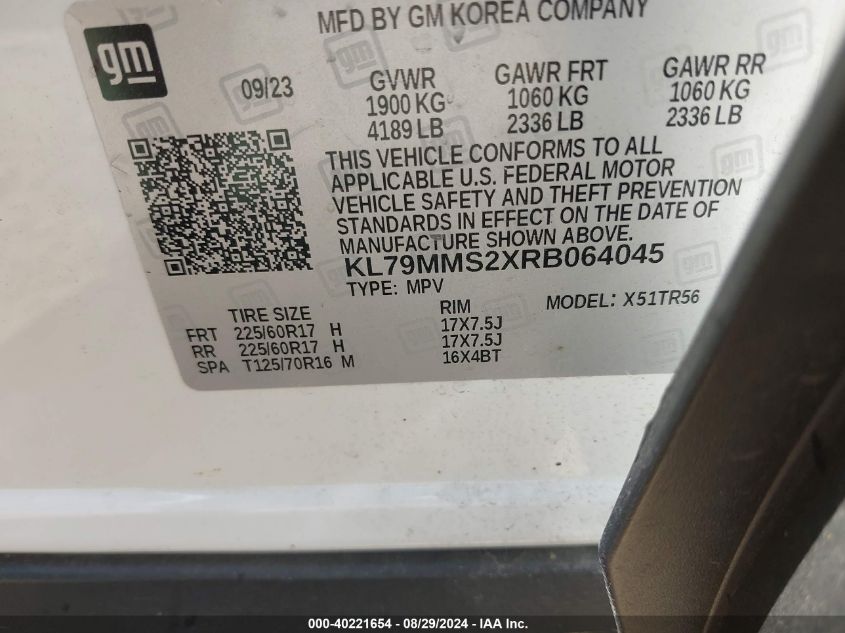 MFD BY GM KOREA COMPANY
gm
09/23
GVWR GAWR FRT GAWR RR
1900 KG 1060 KG 1060 KG
4189 LB 2336 LB 2336 LB
THIS VEHICLE CONFORMS TO ALL
APPLICABLE U.S. FEDERAL MOTOR
VEHICLE SAFETY AND THEFT PREVENTION
STANDARDS IN EFFECT ON THE DATE OF
MANUFACTURE SHOWN ABOVE.
KL79MMS2XRB064045
TYPE: MPV MODEL: X51TR56
TIRE SIZE RIM
FRT 225/60R17 H 17X7.5J
RR 225/60R17 H 17X7.5J
SPA T125/70R16 M 16X4BT
000-40221654 - 08/29/2024 - IAA Inc.